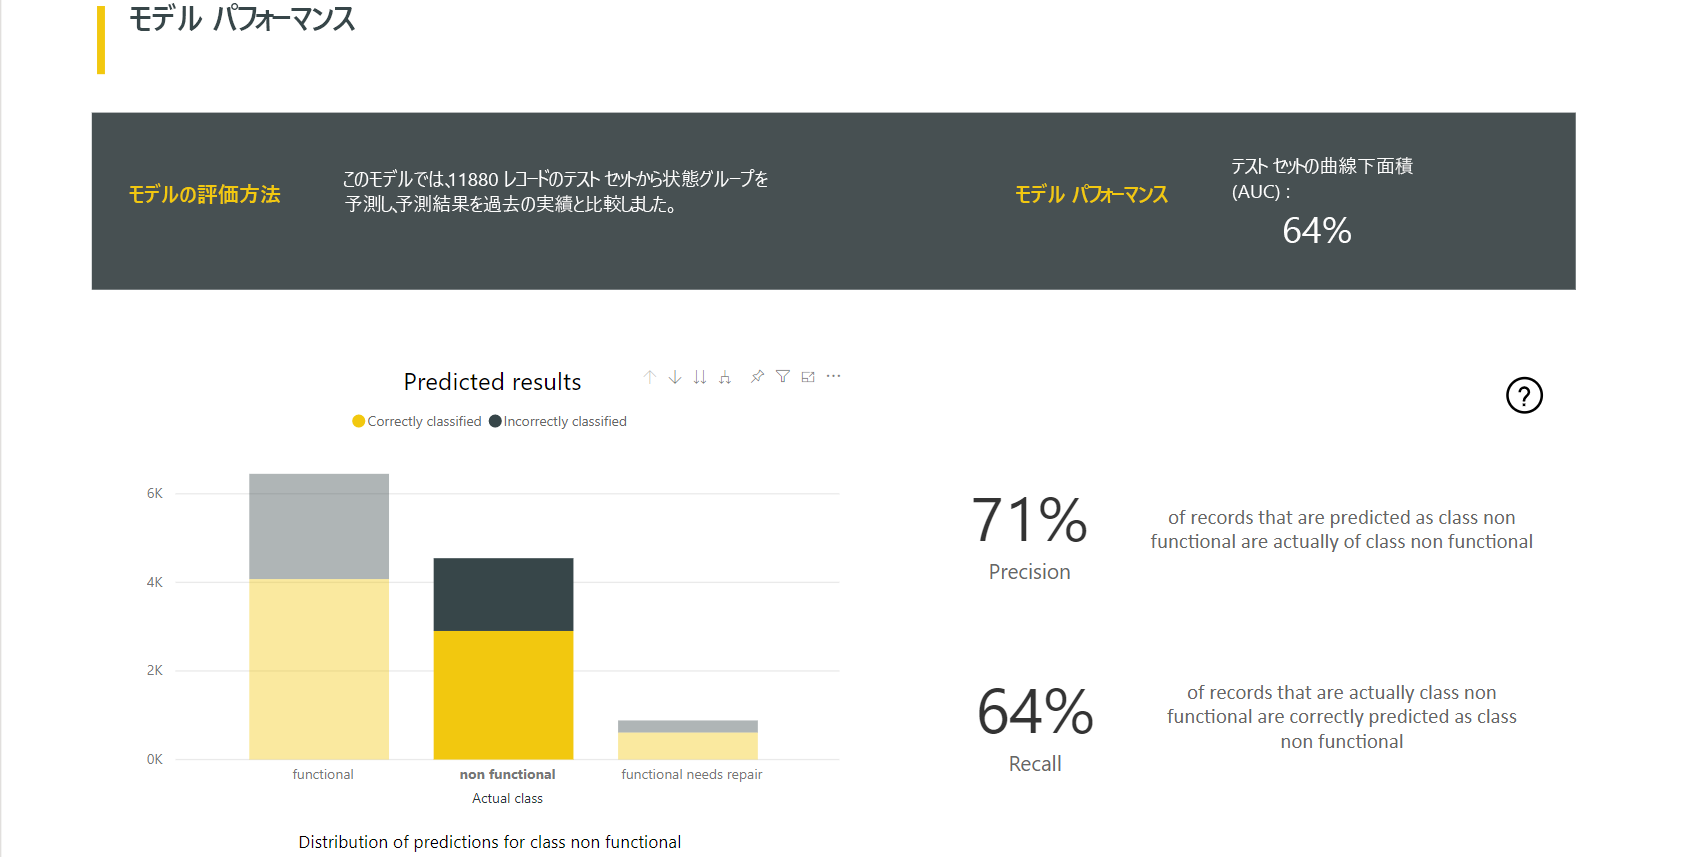 モデル パフォーマンス
モデルの評価方法
このモデルでは、11880 レコードのテスト セットから状態グループを
予測し、予測結果を過去の実績と比較しました。
モデル パフォーマンス
テスト セットの曲線下面積
(AUC) :
64%
Predicted results
Correctly classified Incorrectly classified
6K
4K
2K
0K
functional non functional functional needs repair
Actual class
Distribution of predictions for class non functional
?
71%
Precision
of records that are predicted as class non
functional are actually of class non functional
64%
Recall
of records that are actually class non
functional are correctly predicted as class
non functional